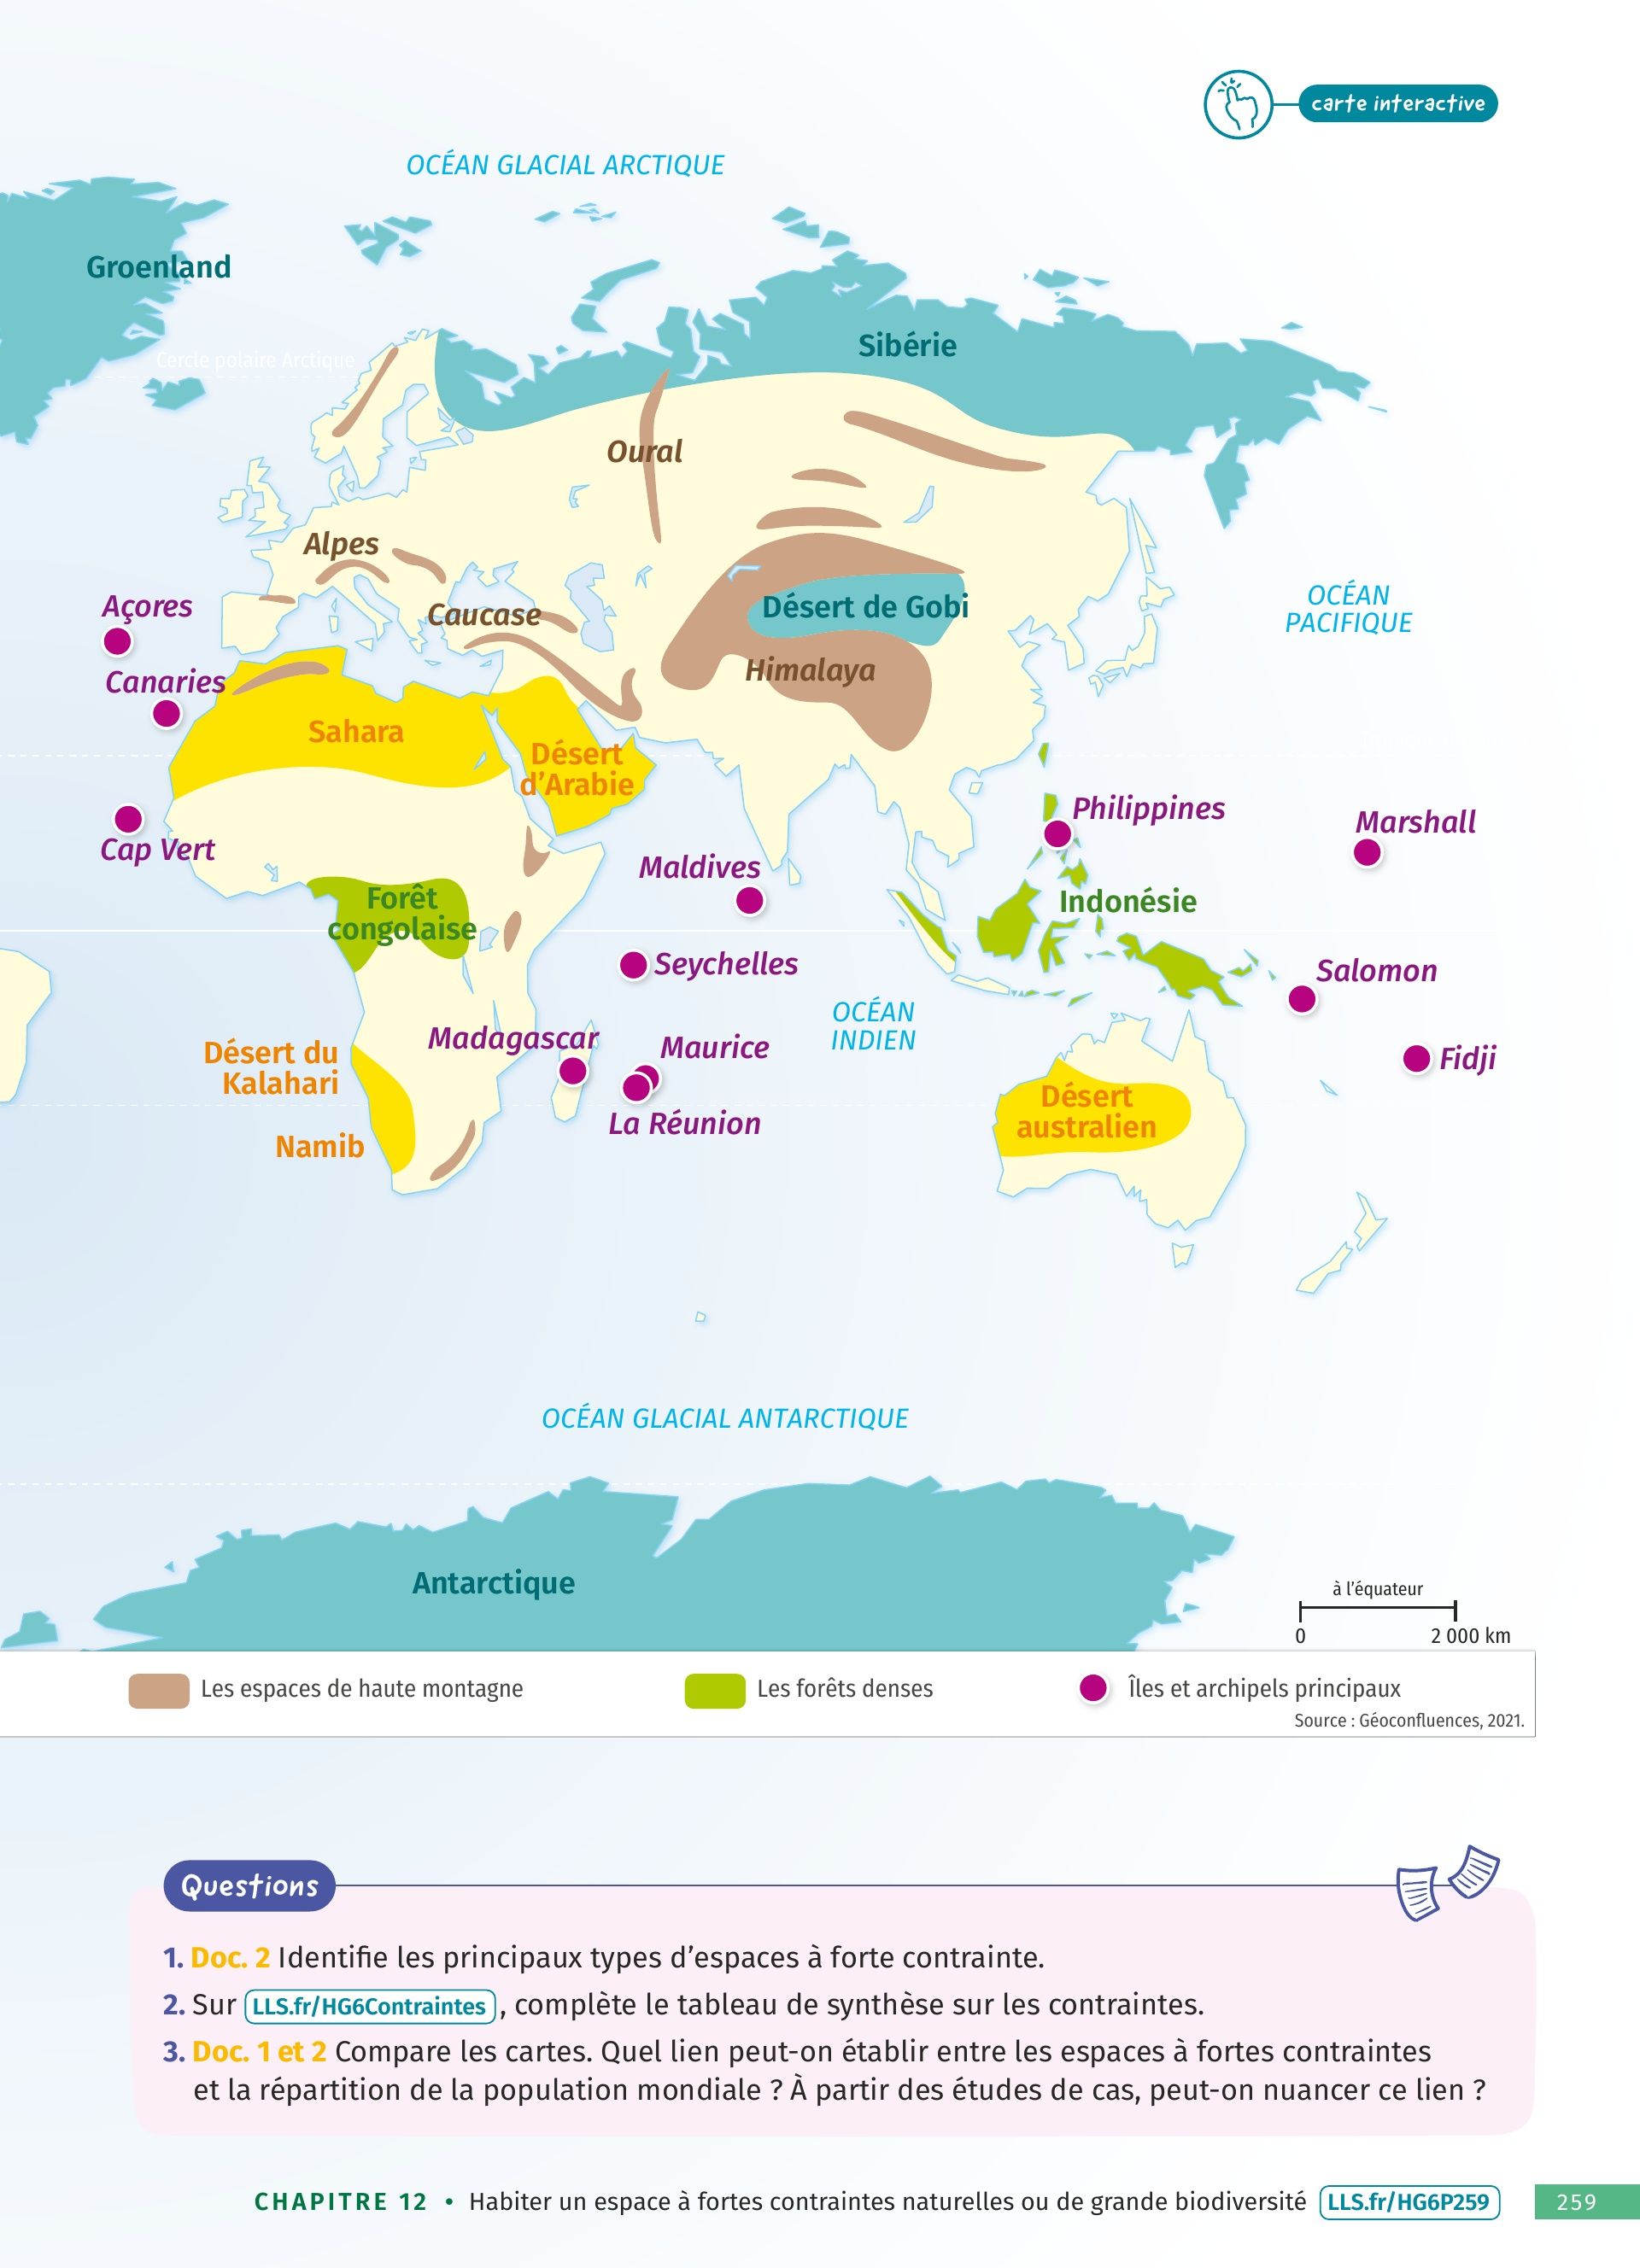 carte interactive
OCÉAN GLACIAL ARCTIQUE
Groenland
Cercle polaire Arctique
Sibérie
Oural
Alpes
Açores
Caucase
Désert de Gobi
OCÉAN
PACIFIQUE
Canaries
Himalaya
Sahara
Désert
d'Arabie
Cap Vert
Philippines
Marshall
Maldives
Forêt
congolaise
Indonésie
Seychelles
Salomon
OCÉAN
INDIEN
Madagascar
Maurice
Fidji
Désert du
Kalahari
La Réunion
Désert
australien
Namib
OCÉAN GLACIAL ANTARCTIQUE
Antarctique
à l'équateur
0 2 000 km
Les espaces de haute montagne
Les forêts denses
Îles et archipels principaux
Source : Géoconfluences, 2021.
Questions
1. Doc. 2 Identifie les principaux types d'espaces à forte contrainte.
2. Sur LLS.fr/HG6Contraintes, complète le tableau de synthèse sur les contraintes.
3. Doc. 1 et 2 Compare les cartes. Quel lien peut-on établir entre les espaces à fortes contraintes
et la répartition de la population mondiale ? À partir des études de cas, peut-on nuancer ce lien ?
CHAPITRE 12 • Habiter un espace à fortes contraintes naturelles ou de grande biodiversité LLS.fr/HG6P259 259